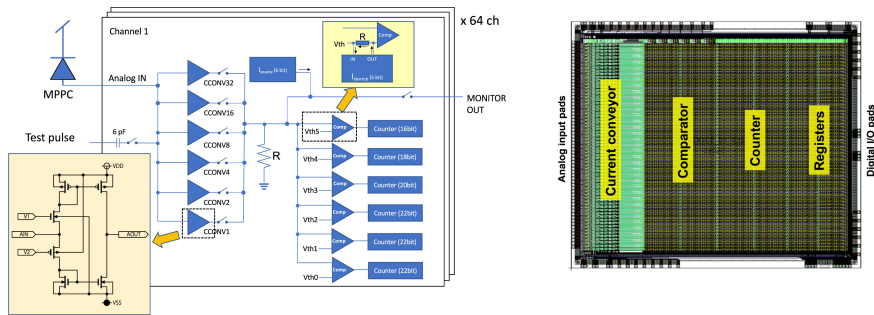 Channel 1
x 64 ch
MPPC
Analog IN
Test pulse
6 pF
CCONV32
CCONV16
CCONV8
CCONV4
CCONV2
CCONV1
Isource (6 bit)
R
Vth
R
Comp
IN
OUT
Isource (5 bit)
MONITOR
OUT
Vth5
Comp
Counter (16bit)
Vth4
Comp
Counter (18bit)
Vth3
Comp
Counter (20bit)
Vth2
Comp
Counter (22bit)
Vth1
Comp
Counter (22bit)
Vth0
Comp
Counter (22bit)
VDD
V1
AIN
AOUT
V2
VSS
Analog input pads
Current conveyor
Comparator
Counter
Registers
Digital I/O pads